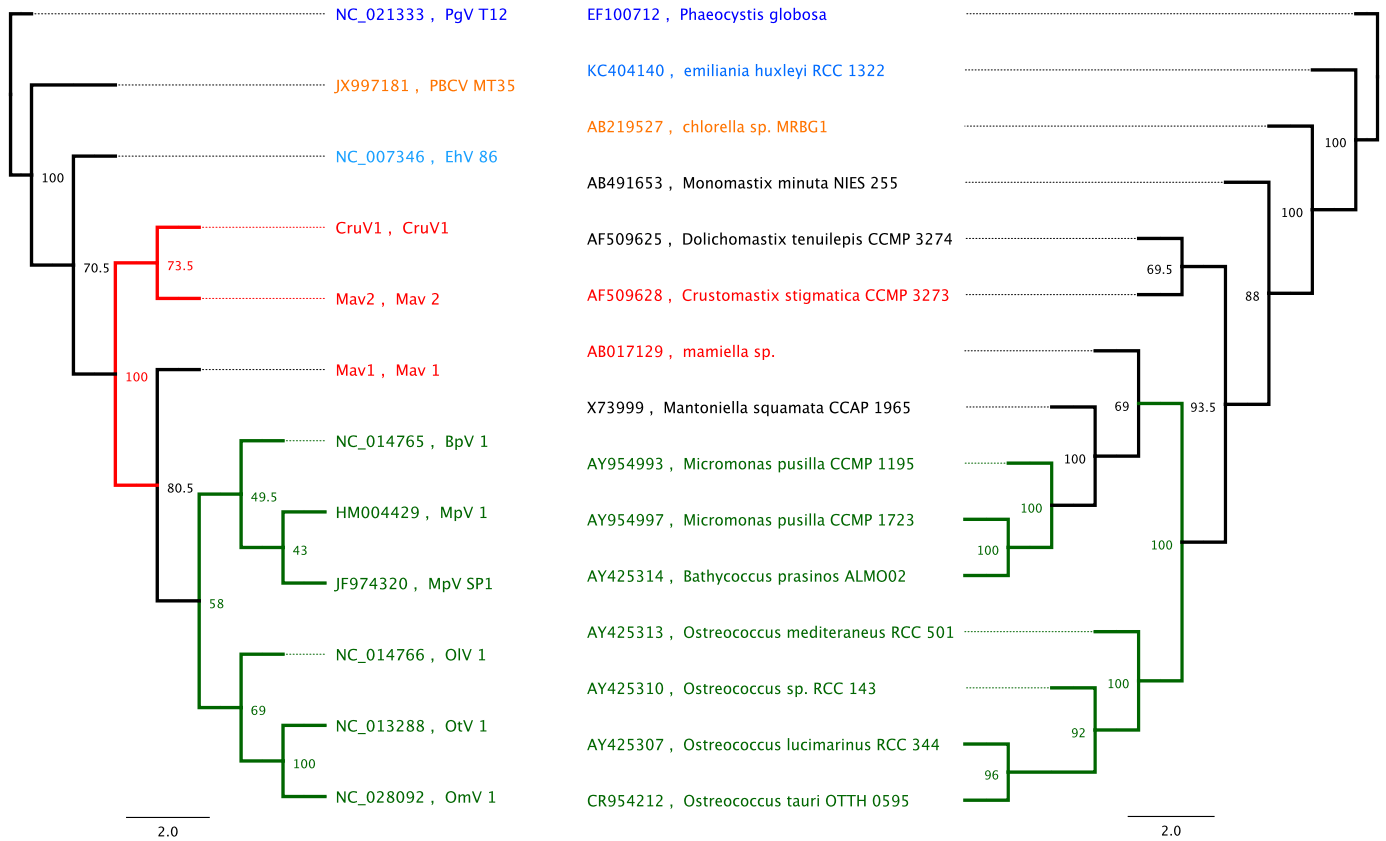 NC_021333 , PgV T12
JX997181 , PBCV MT35
NC_007346 , EhV 86
CruV1 , CruV1
Mav2 , Mav 2
Mav1 , Mav 1
NC_014765 , BpV 1
HM004429 , MpV 1
JF974320 , MpV SP1
NC_014766 , OlV 1
NC_013288 , OtV 1
NC_028092 , OmV 1
100
70.5
73.5
100
80.5
49.5
43
58
69
100
2.0
EF100712 , Phaeocystis globosa
KC404140 , emiliania huxleyi RCC 1322
AB219527 , chlorella sp. MRBG1
AB491653 , Monomastix minuta NIES 255
AF509625 , Dolichomastix tenuilepis CCMP 3274
AF509628 , Crustomastix stigmatica CCMP 3273
AB017129 , mamiella sp.
X73999 , Mantoniella squamata CCAP 1965
AY954993 , Micromonas pusilla CCMP 1195
AY954997 , Micromonas pusilla CCMP 1723
AY425314 , Bathycoccus prasinos ALMO02
AY425313 , Ostreococcus mediteraneus RCC 501
AY425310 , Ostreococcus sp. RCC 143
AY425307 , Ostreococcus lucimarinus RCC 344
CR954212 , Ostreococcus tauri OTTH 0595
100
100
69.5
88
69
93.5
100
100
100
100
100
92
96
2.0